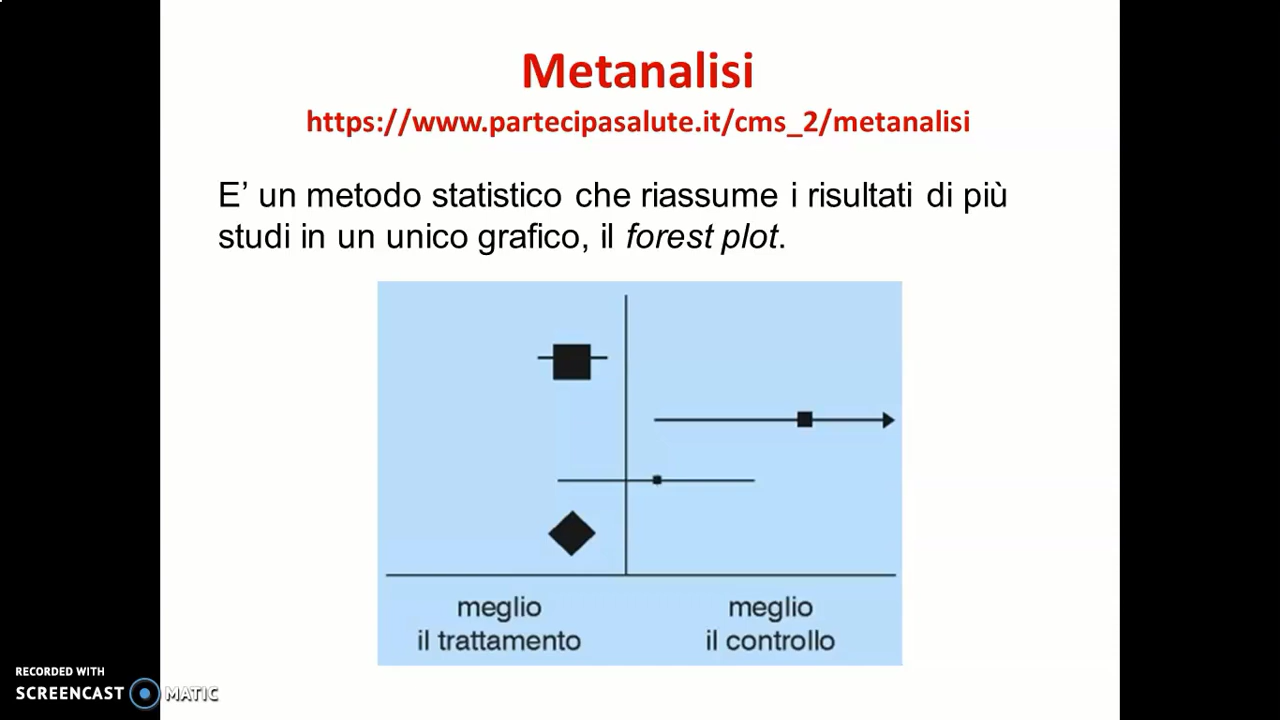 Metanalisi
https://www.partecipasalute.it/cms_2/metanalisi
E’ un metodo statistico che riassume i risultati di più
studi in un unico grafico, il forest plot.
meglio
il trattamento
meglio
il controllo
RECORDED WITH
SCREENCAST MATIC